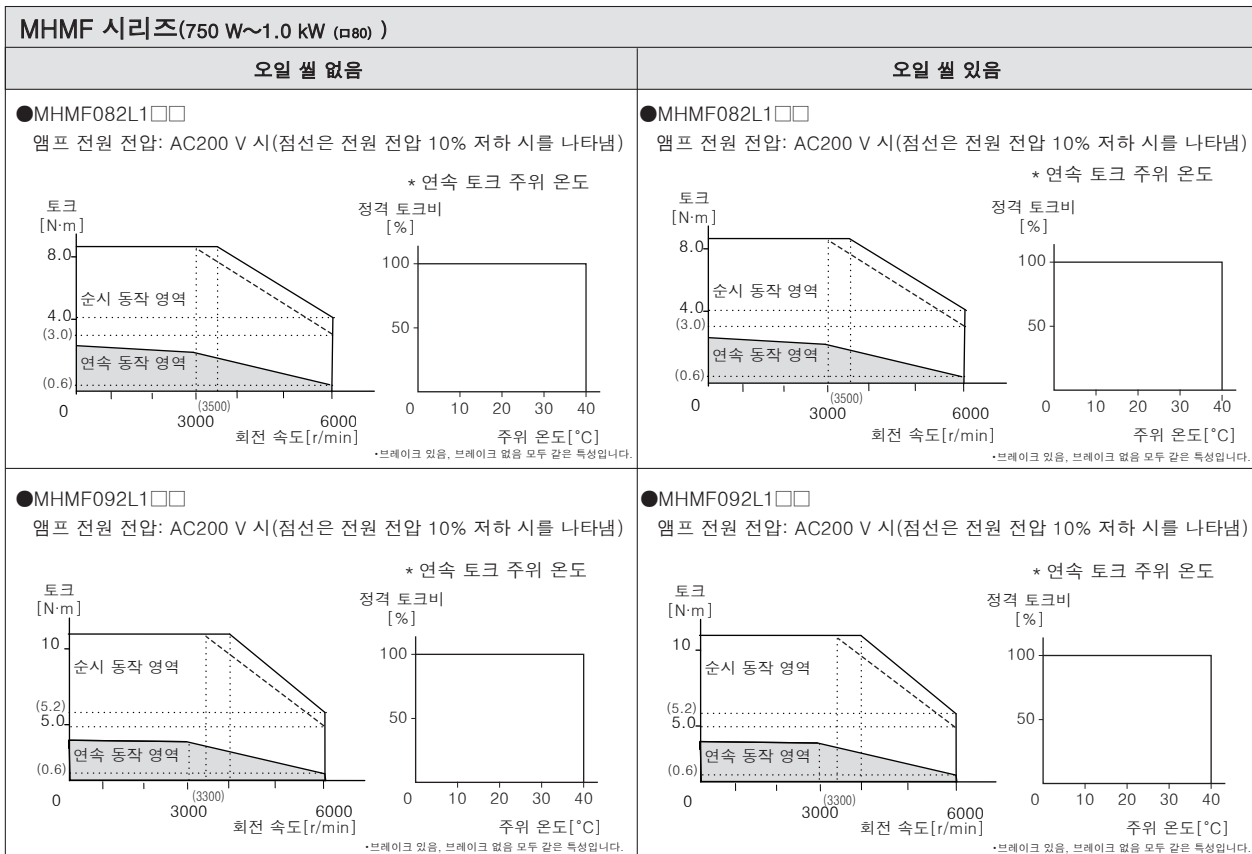 MHMF 시리즈(750 W~1.0 kW (□80) )
오일 씰 없음
오일 씰 있음
●MHMF082L1□□
앰프 전원 전압: AC200 V 시(점선은 전원 전압 10% 저하 시를 나타냄)
* 연속 토크 주위 온도
토크
[N·m]
8.0
4.0
(3.0)
(0.6)
순시 동작 영역
연속 동작 영역
0
(3500)
3000
6000
회전 속도[r/min]
정격 토크비
[%]
100
50
0
10
20
30
40
주위 온도[°C]
•브레이크 있음, 브레이크 없음 모두 같은 특성입니다.
●MHMF082L1□□
앰프 전원 전압: AC200 V 시(점선은 전원 전압 10% 저하 시를 나타냄)
* 연속 토크 주위 온도
토크
[N·m]
8.0
4.0
(3.0)
(0.6)
순시 동작 영역
연속 동작 영역
0
(3500)
3000
6000
회전 속도[r/min]
정격 토크비
[%]
100
50
0
10
20
30
40
주위 온도[°C]
•브레이크 있음, 브레이크 없음 모두 같은 특성입니다.
●MHMF092L1□□
앰프 전원 전압: AC200 V 시(점선은 전원 전압 10% 저하 시를 나타냄)
* 연속 토크 주위 온도
토크
[N·m]
10
(5.2)
5.0
(0.6)
순시 동작 영역
연속 동작 영역
0
(3300)
3000
6000
회전 속도[r/min]
정격 토크비
[%]
100
50
0
10
20
30
40
주위 온도[°C]
•브레이크 있음, 브레이크 없음 모두 같은 특성입니다.
●MHMF092L1□□
앰프 전원 전압: AC200 V 시(점선은 전원 전압 10% 저하 시를 나타냄)
* 연속 토크 주위 온도
토크
[N·m]
10
(5.2)
5.0
(0.6)
순시 동작 영역
연속 동작 영역
0
(3300)
3000
6000
회전 속도[r/min]
정격 토크비
[%]
100
50
0
10
20
30
40
주위 온도[°C]
•브레이크 있음, 브레이크 없음 모두 같은 특성입니다.